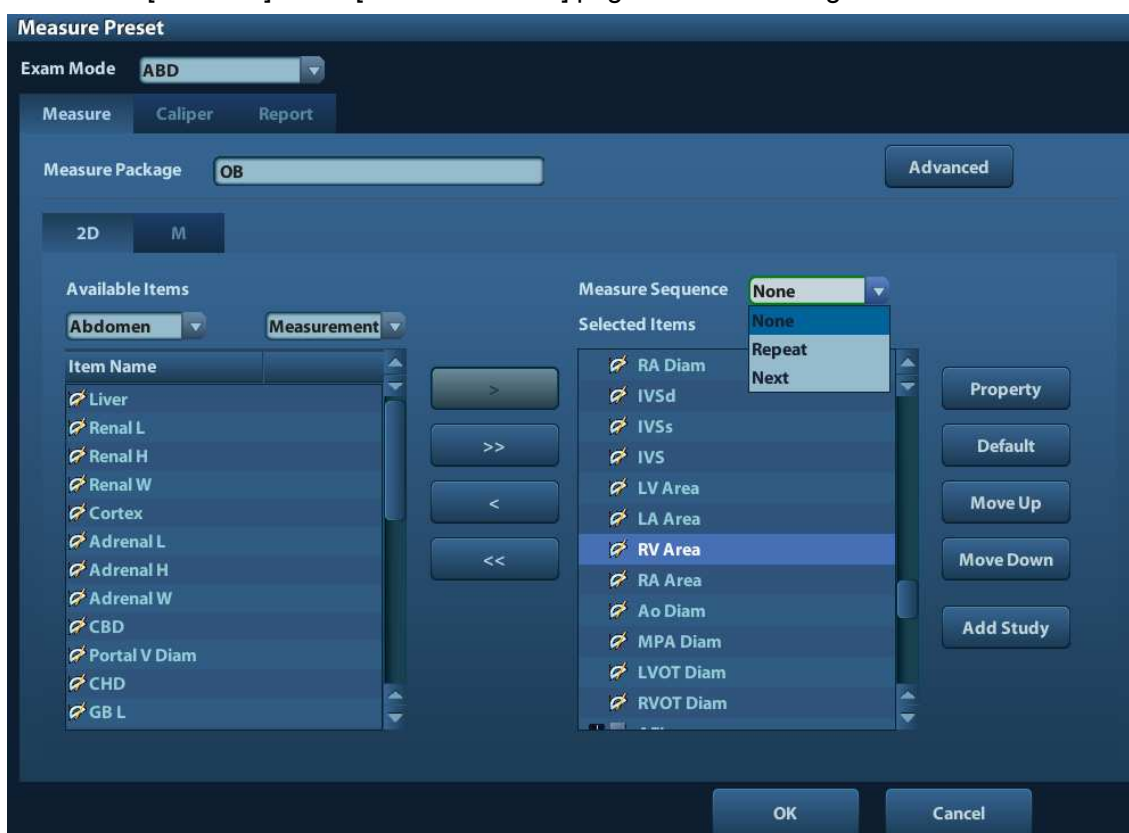 Measure Preset
Exam Mode ABD
Measure Caliper Report
Measure Package OB Advanced
2D M
Available Items
Abdomen Measurement
Item Name
Liver
Renal L
Renal H
Renal W
Cortex
Adrenal L
Adrenal H
Adrenal W
CBD
Portal V Diam
CHD
GB L
>
>>
<
<<
Measure Sequence None
Selected Items
None
Repeat
Next
RA Diam
IVSd
IVSs
IVS
LV Area
LA Area
RV Area
RA Area
Ao Diam
MPA Diam
LVOT Diam
RVOT Diam
Property
Default
Move Up
Move Down
Add Study
OK Cancel